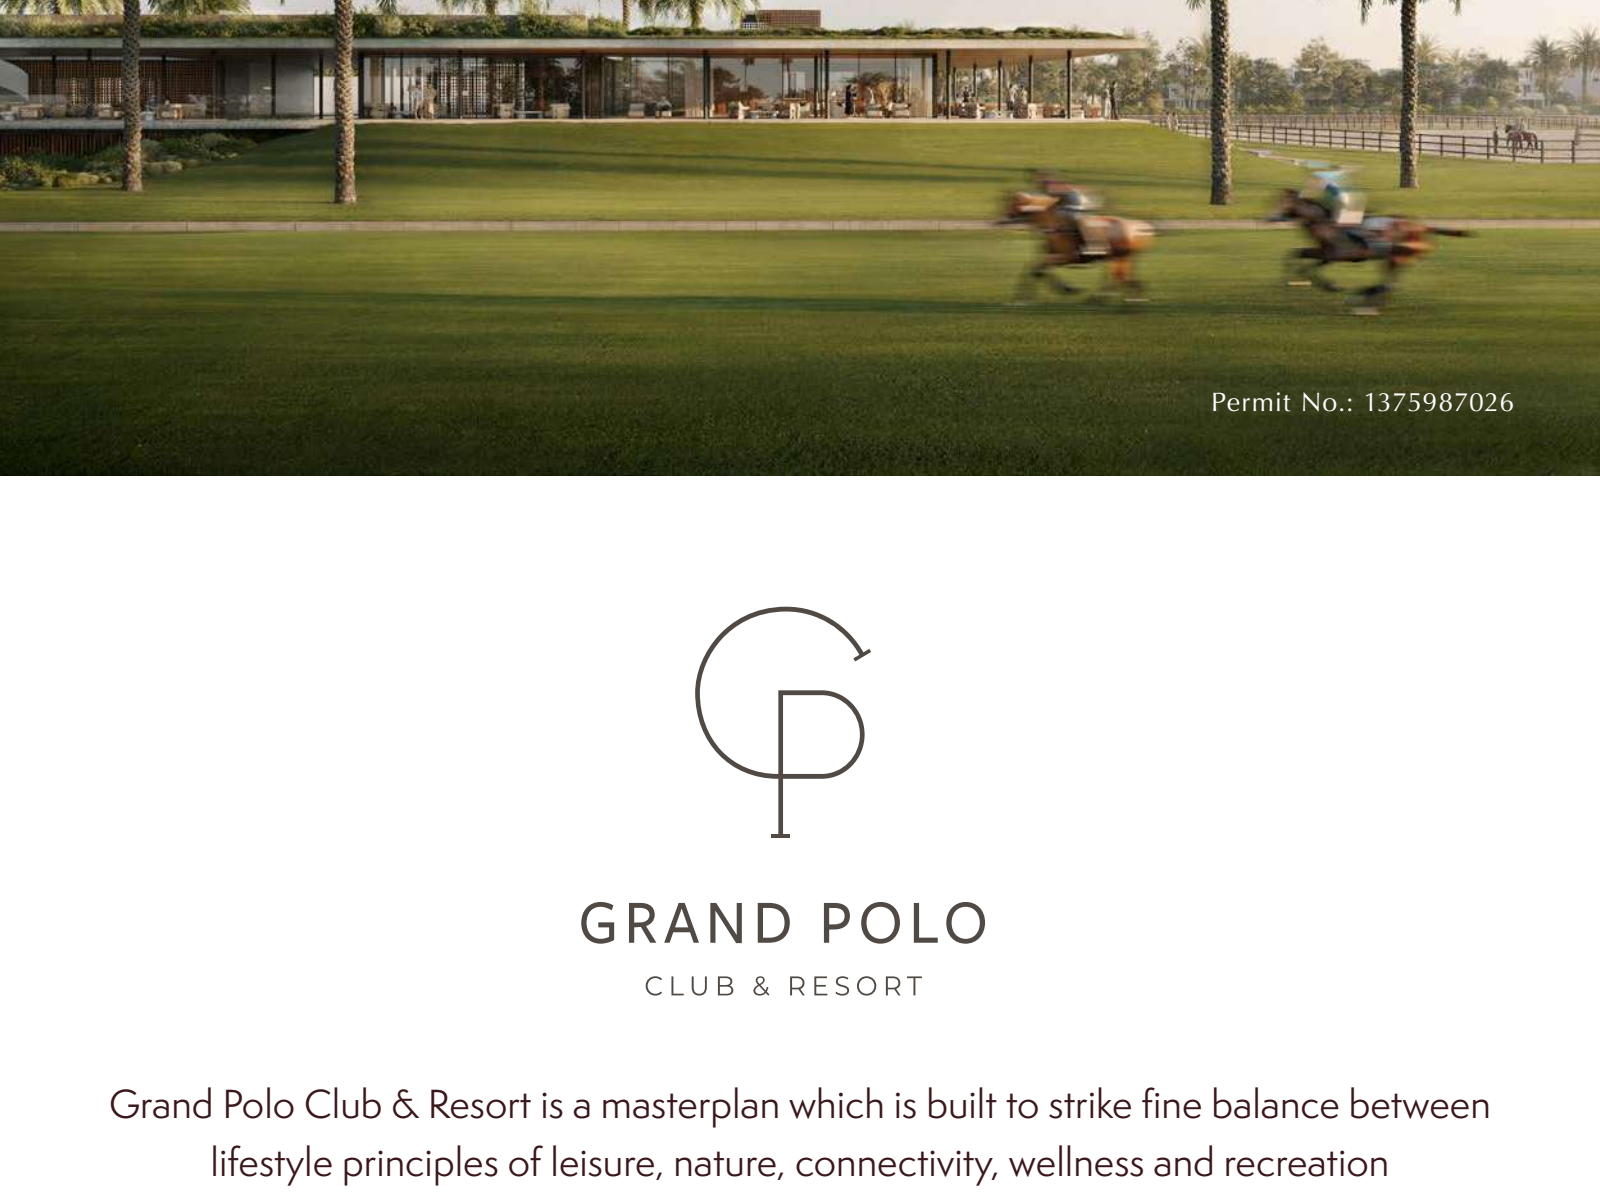 Permit No.: 1375987026
GRAND POLO
CLUB & RESORT
Grand Polo Club & Resort is a masterplan which is built to strike fine balance between
lifestyle principles of leisure, nature, connectivity, wellness and recreation